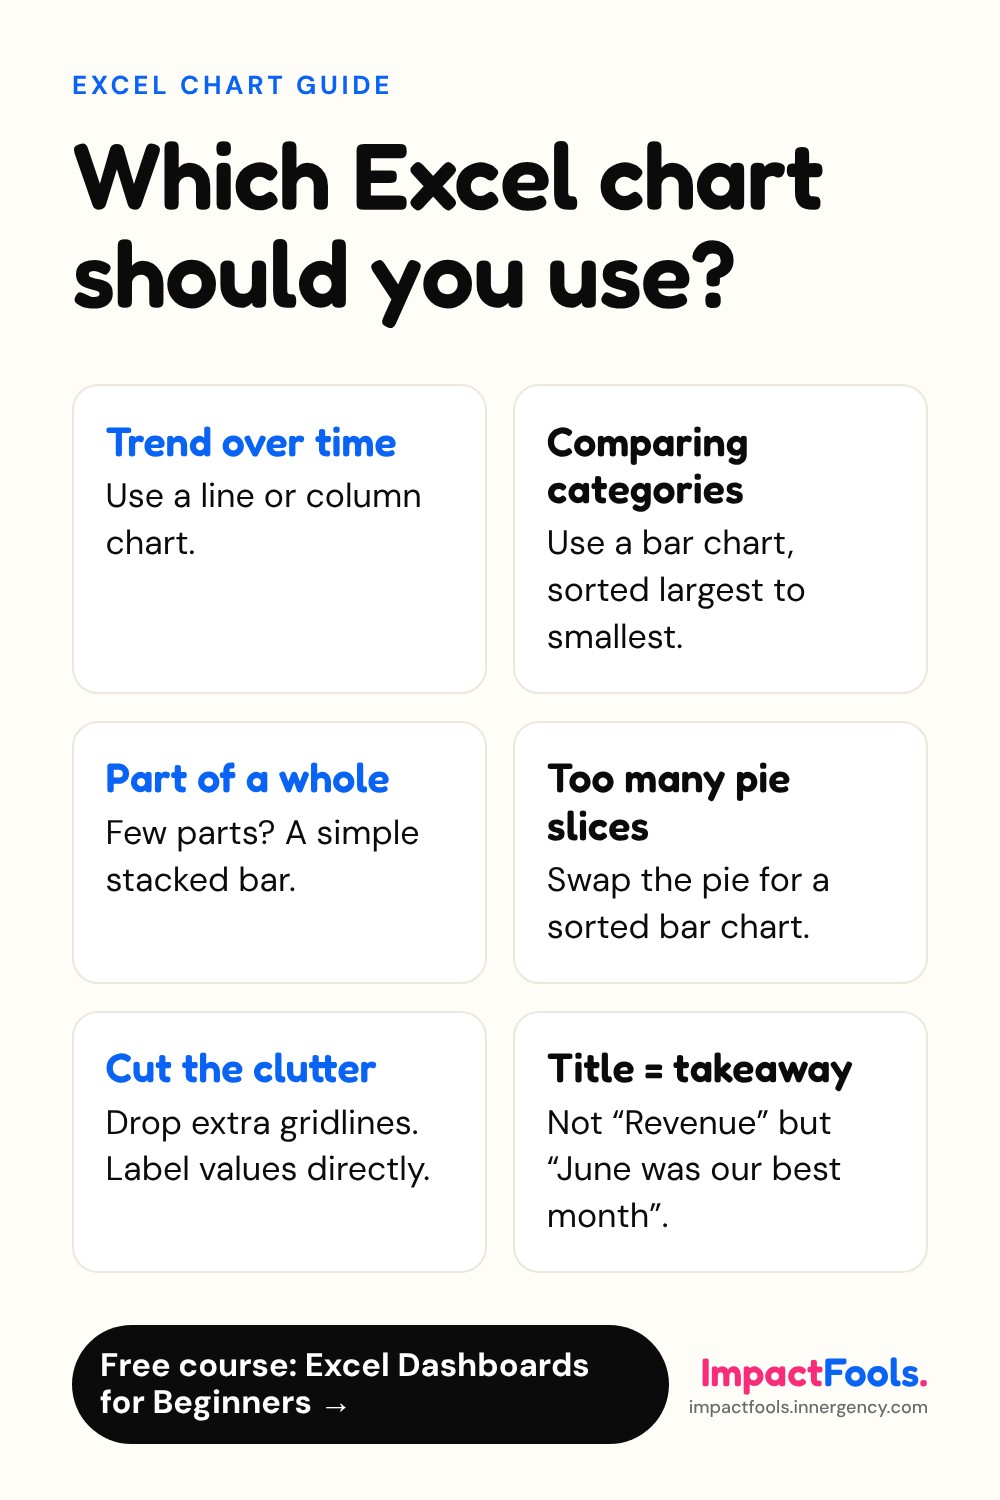 EXCEL CHART GUIDE
Which Excel chart
should you use?
Trend over time
Use a line or column
chart.
Comparing
categories
Use a bar chart,
sorted largest to
smallest.
Part of a whole
Few parts? A simple
stacked bar.
Too many pie
slices
Swap the pie for a
sorted bar chart.
Cut the clutter
Drop extra gridlines.
Label values directly.
Title = takeaway
Not “Revenue” but
“June was our best
month”.
Free course: Excel Dashboards
for Beginners →
ImpactFools.
impactfools.innergency.com